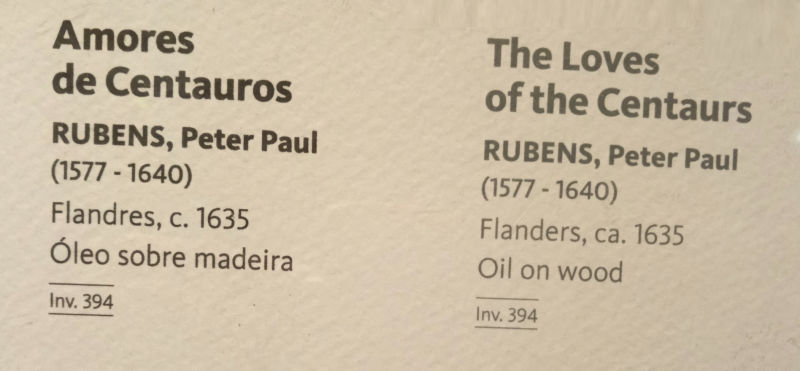 Amores
de Centauros
RUBENS, Peter Paul
(1577 - 1640)
Flandres, c. 1635
Óleo sobre madeira
Inv. 394
The Loves
of the Centaurs
RUBENS, Peter Paul
(1577 - 1640)
Flanders, ca. 1635
Oil on wood
Inv. 394